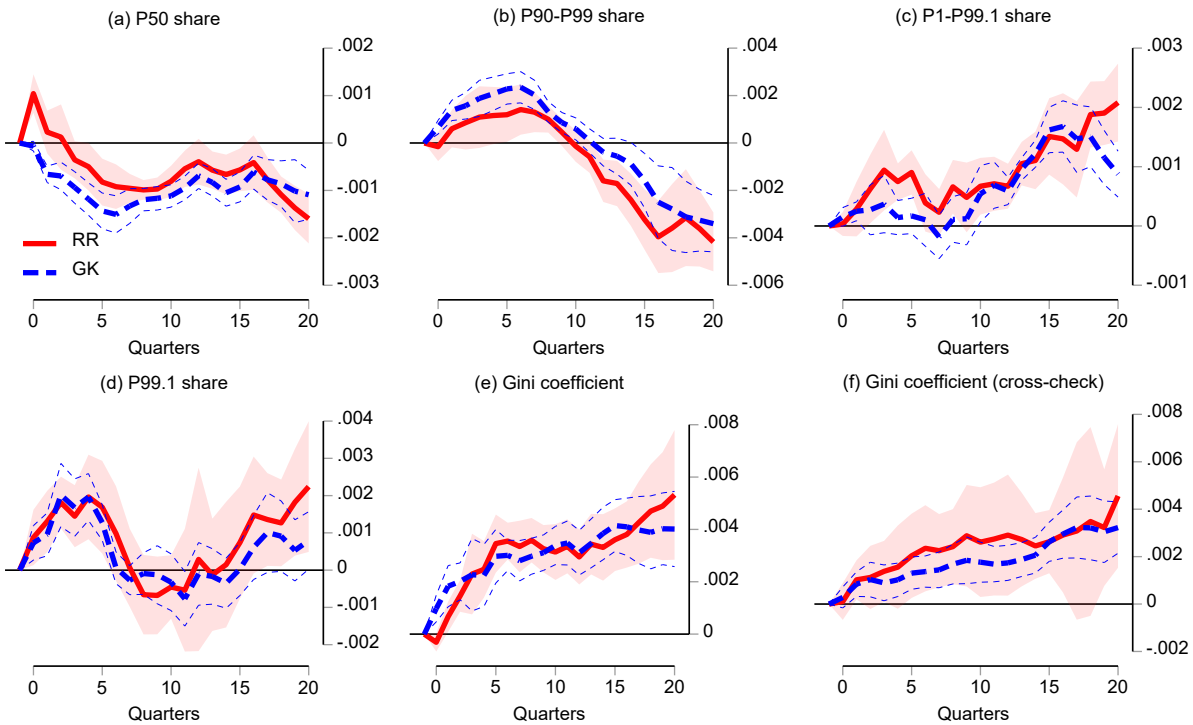 (a) P50 share
.002
.001
0
-.001
-.002
-.003
RR
GK
0 5 10 15 20
Quarters
(b) P90-P99 share
.004
.002
0
-.002
-.004
-.006
0 5 10 15 20
Quarters
(c) P1-P99.1 share
.003
.002
.001
0
-.001
0 5 10 15 20
Quarters
(d) P99.1 share
.004
.003
.002
.001
0
-.001
-.002
0 5 10 15 20
Quarters
(e) Gini coefficient
.008
.006
.004
.002
0
0 5 10 15 20
Quarters
(f) Gini coefficient (cross-check)
.008
.006
.004
.002
0
-.002
0 5 10 15 20
Quarters